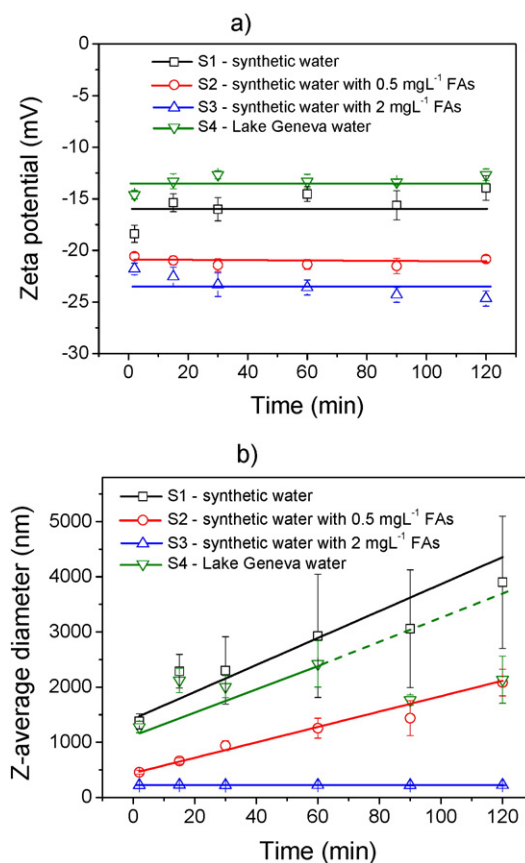 a)
S1 - synthetic water
S2 - synthetic water with 0.5 mgL⁻¹ FAs
S3 - synthetic water with 2 mgL⁻¹ FAs
S4 - Lake Geneva water
Zeta potential (mV)
0
-5
-10
-15
-20
-25
-30
0 20 40 60 80 100 120
Time (min)
b)
S1 - synthetic water
S2 - synthetic water with 0.5 mgL⁻¹ FAs
S3 - synthetic water with 2 mgL⁻¹ FAs
S4 - Lake Geneva water
Z-average diameter (nm)
5000
4000
3000
2000
1000
0
0 20 40 60 80 100 120
Time (min)